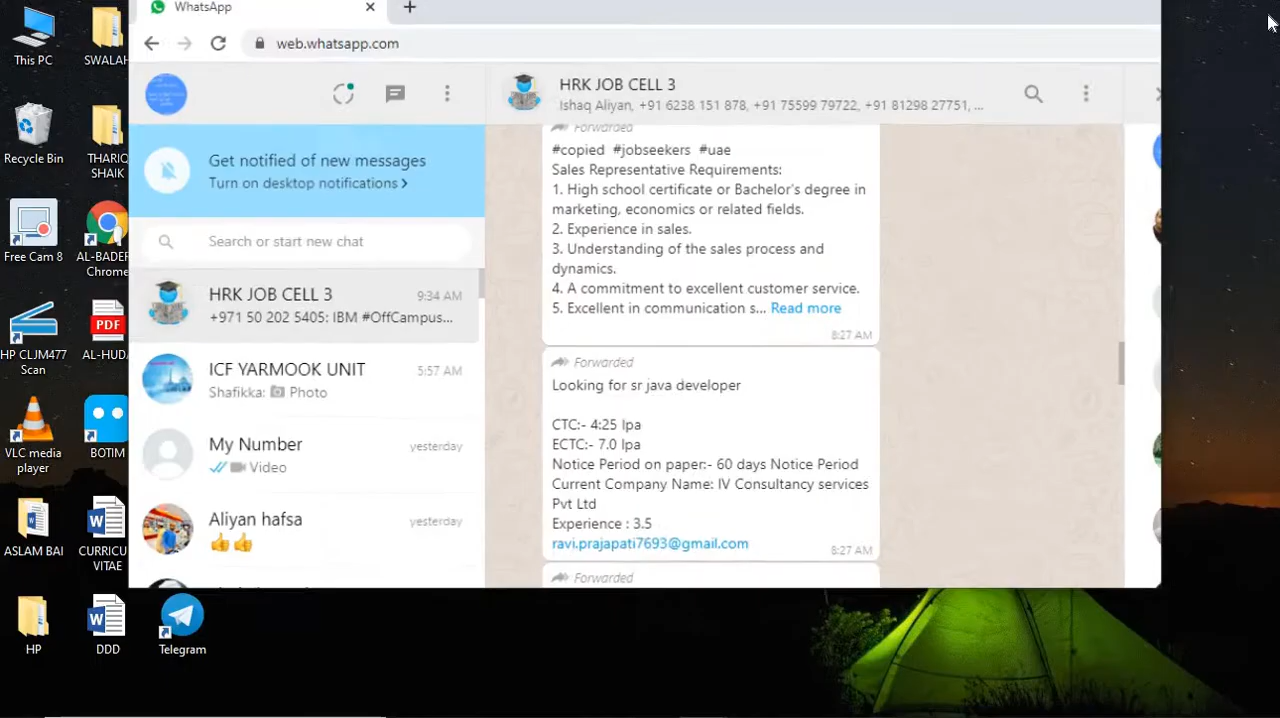 This PC
SWALAH
Recycle Bin
THARIQ
SHAIK
Free Cam 8
AL-BADER
Chrome
HP CLJM477
Scan
AL-HUDA
VLC media
player
BOTIM
ASLAM BAI
CURRICU
VITAE
HP
DDD
Telegram
WhatsApp
web.whatsapp.com
Get notified of new messages
Turn on desktop notifications >
Search or start new chat
HRK JOB CELL 3
9:34 AM
+971 50 202 5405: IBM #OffCampus...
ICF YARMOOK UNIT
5:57 AM
Shafikka: Photo
My Number
yesterday
Video
Aliyan hafsa
yesterday
HRK JOB CELL 3
Ishaq Aliyan, +91 6238 151 878, +91 75599 79722, +91 81298 27751, ...
Forwarded
#copied #jobseekers #uae
Sales Representative Requirements:
1. High school certificate or Bachelor's degree in
marketing, economics or related fields.
2. Experience in sales.
3. Understanding of the sales process and
dynamics.
4. A commitment to excellent customer service.
5. Excellent in communication s... Read more
8:27 AM
Forwarded
Looking for sr java developer
CTC:- 4:25 lpa
ECTC:- 7.0 lpa
Notice Period on paper:- 60 days Notice Period
Current Company Name: IV Consultancy services
Pvt Ltd
Experience : 3.5
ravi.prajapati7693@gmail.com
8:27 AM
Forwarded